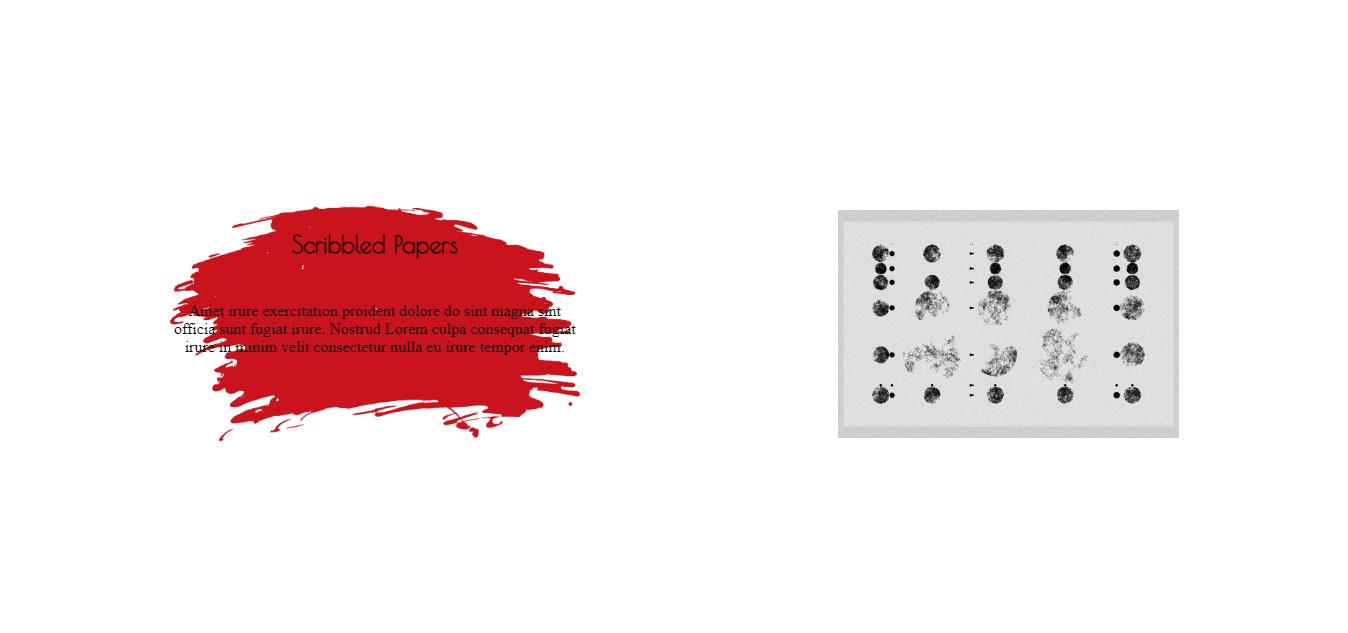 Scribbled Papers
Amet irure exercitation proident dolore do sint magna sint
officia sunt fugiat irure. Nostrud Lorem culpa consequat fugiat
irure in minim velit consectetur nulla eu irure tempor enim.